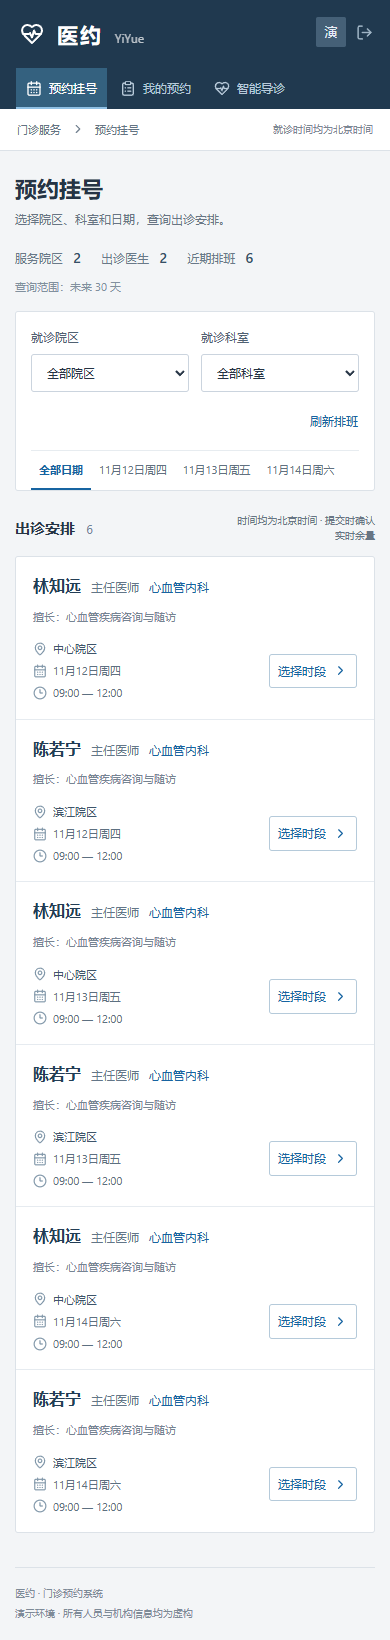 医约 YiYue 演
预约挂号 我的预约 智能导诊
门诊服务 预约挂号 就诊时间均为北京时间
预约挂号
选择院区、科室和日期，查询出诊安排。
服务院区 2 出诊医生 2 近期排班 6
查询范围：未来 30 天
就诊院区 就诊科室
全部院区 全部科室
刷新排班
全部日期 11月12日周四 11月13日周五 11月14日周六
出诊安排 6
时间均为北京时间 · 提交时确认
实时余量
林知远 主任医师 心血管内科
擅长：心血管疾病咨询与随访
中心院区
11月12日周四
09:00 — 12:00
选择时段
陈若宁 主任医师 心血管内科
擅长：心血管疾病咨询与随访
滨江院区
11月12日周四
09:00 — 12:00
选择时段
林知远 主任医师 心血管内科
擅长：心血管疾病咨询与随访
中心院区
11月13日周五
09:00 — 12:00
选择时段
陈若宁 主任医师 心血管内科
擅长：心血管疾病咨询与随访
滨江院区
11月13日周五
09:00 — 12:00
选择时段
林知远 主任医师 心血管内科
擅长：心血管疾病咨询与随访
中心院区
11月14日周六
09:00 — 12:00
选择时段
陈若宁 主任医师 心血管内科
擅长：心血管疾病咨询与随访
滨江院区
11月14日周六
09:00 — 12:00
选择时段
医约 · 门诊预约系统
演示环境 · 所有人员与机构信息均为虚构